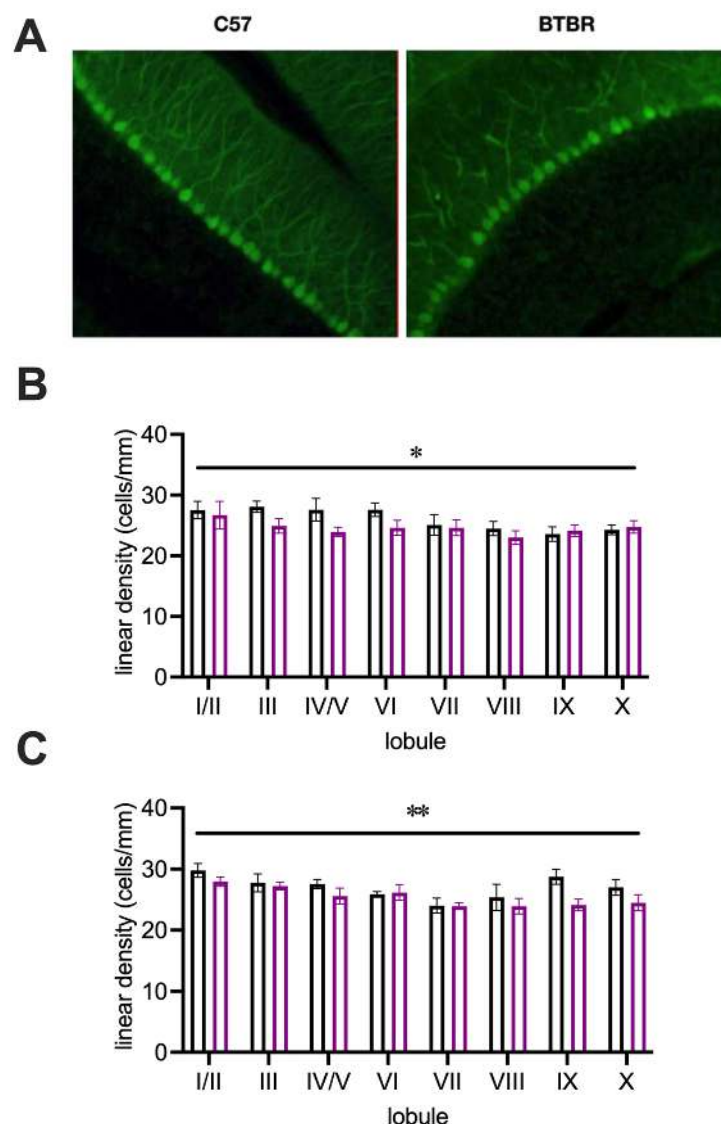 A
C57
BTBR
B
linear density (cells/mm)
40
30
20
10
0
*
I/II
III
IV/V
VI
VII
VIII
IX
X
lobule
C
linear density (cells/mm)
40
30
20
10
0
**
I/II
III
IV/V
VI
VII
VIII
IX
X
lobule